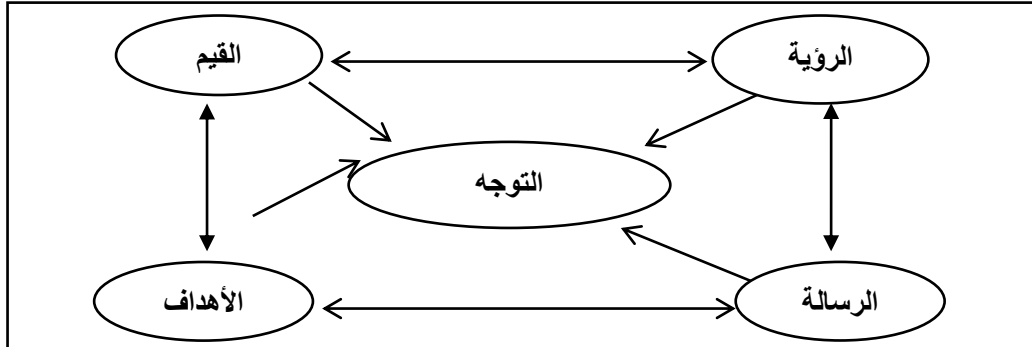 الرؤية
القيم
التوجه
الرسالة
الأهداف